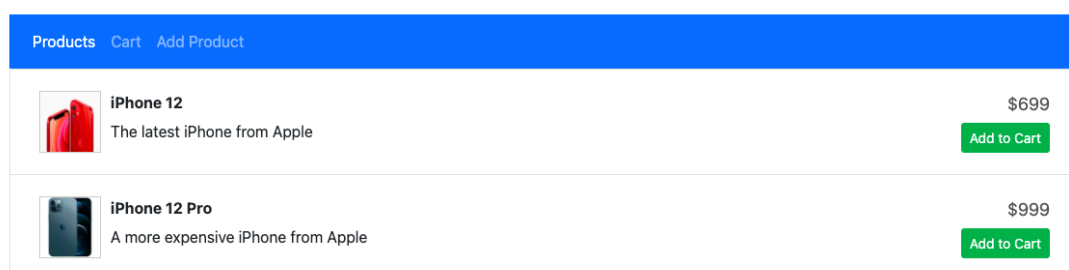 Products Cart Add Product
iPhone 12
$699
The latest iPhone from Apple
Add to Cart
iPhone 12 Pro
$999
A more expensive iPhone from Apple
Add to Cart